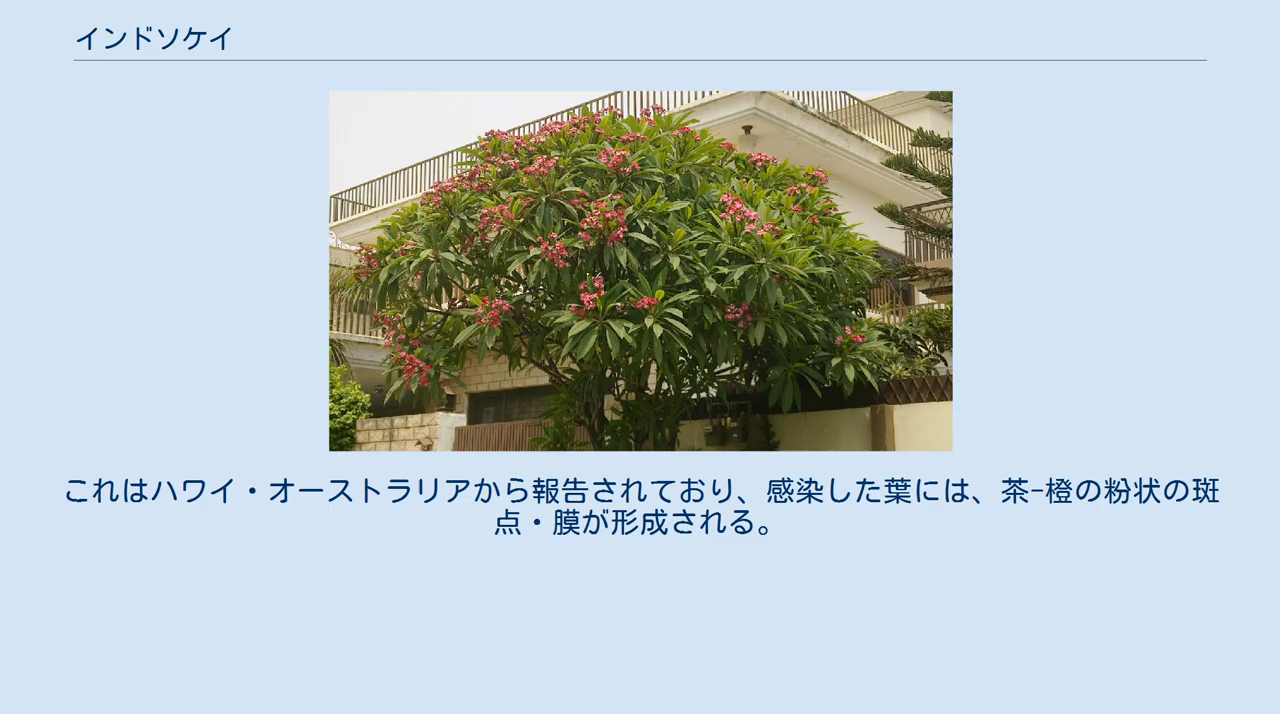 インドソケイ
これはハワイ・オーストラリアから報告されており、感染した葉には、茶-橙の粉状の斑
点・膜が形成される。